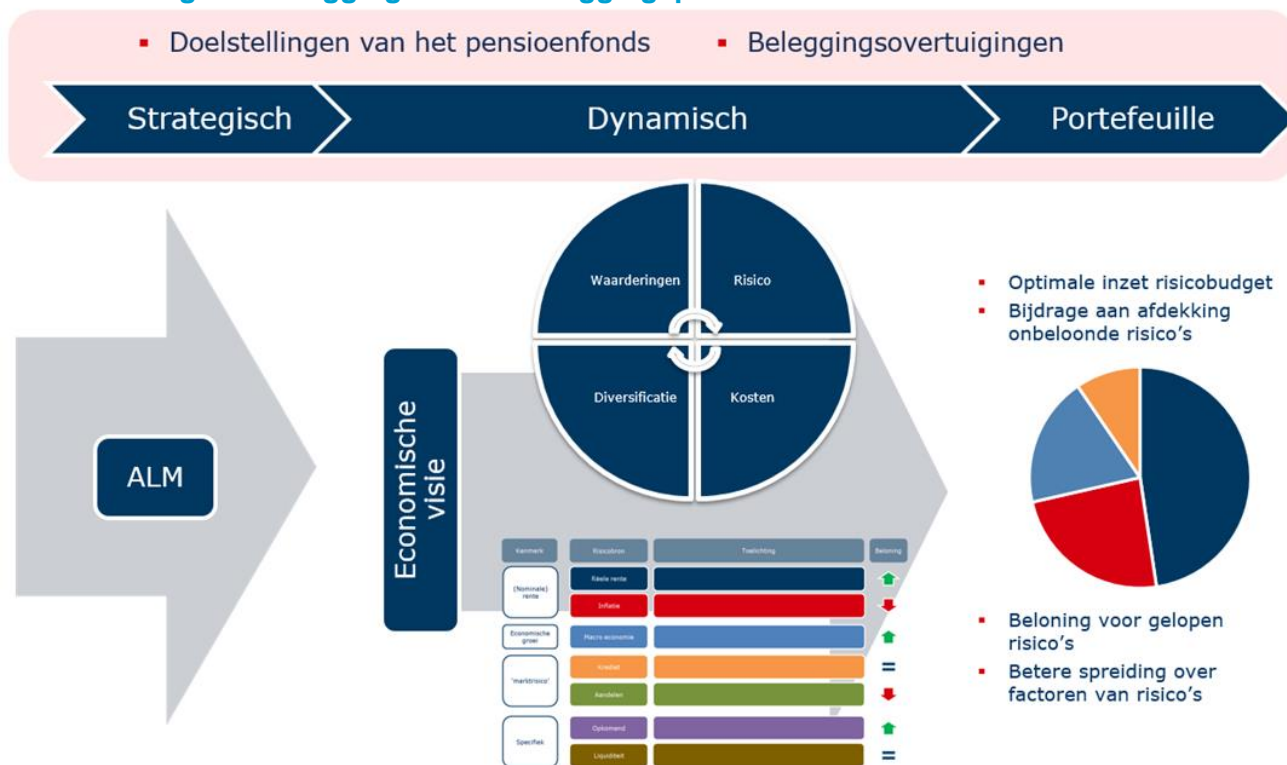 ▪ Doelstellingen van het pensioenfonds ▪ Beleggingsovertuigingen
Strategisch Dynamisch Portefeuille
Waarderingen Risico
Diversificatie Kosten
ALM
Economische
visie
▪ Optimale inzet risicobudget
▪ Bijdrage aan afdekking
onbeloonde risico's
Kenmerk Risicobron Toelichting Beloning
(Nominale)
rente
Reële rente
Inflatie
Economische
groei
Macro economie
'marktrisico'
Krediet
=
Aandelen
Specifiek
Opkomend
Liquiditeit
=
▪ Beloning voor gelopen
risico's
▪ Betere spreiding over
factoren van risico's